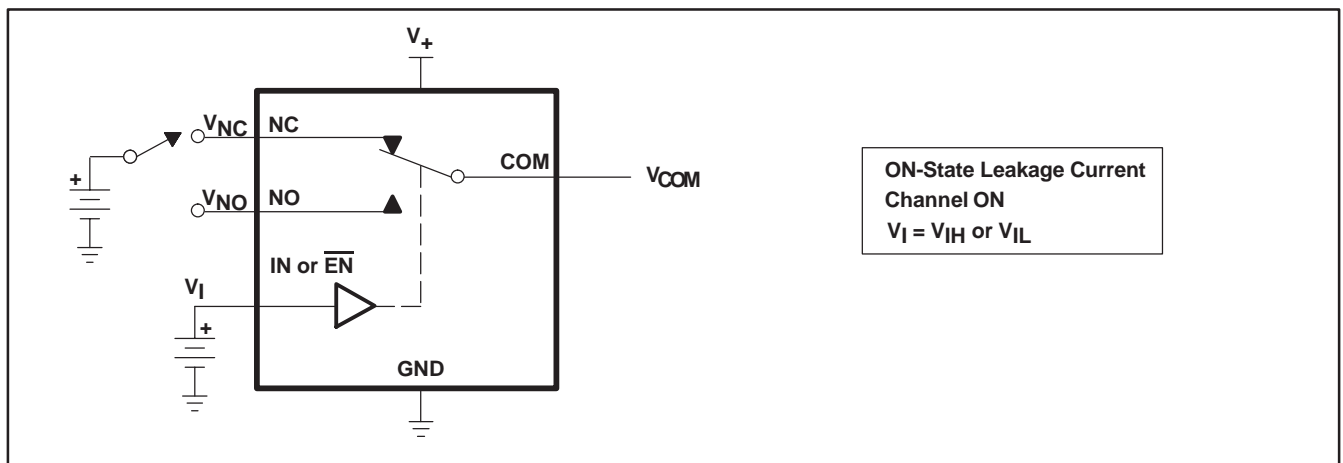 V+
VNC NC
COM
VCOM
+
VNO NO
IN or EN
VI
+
GND
ON-State Leakage Current
Channel ON
VI = VIH or VIL